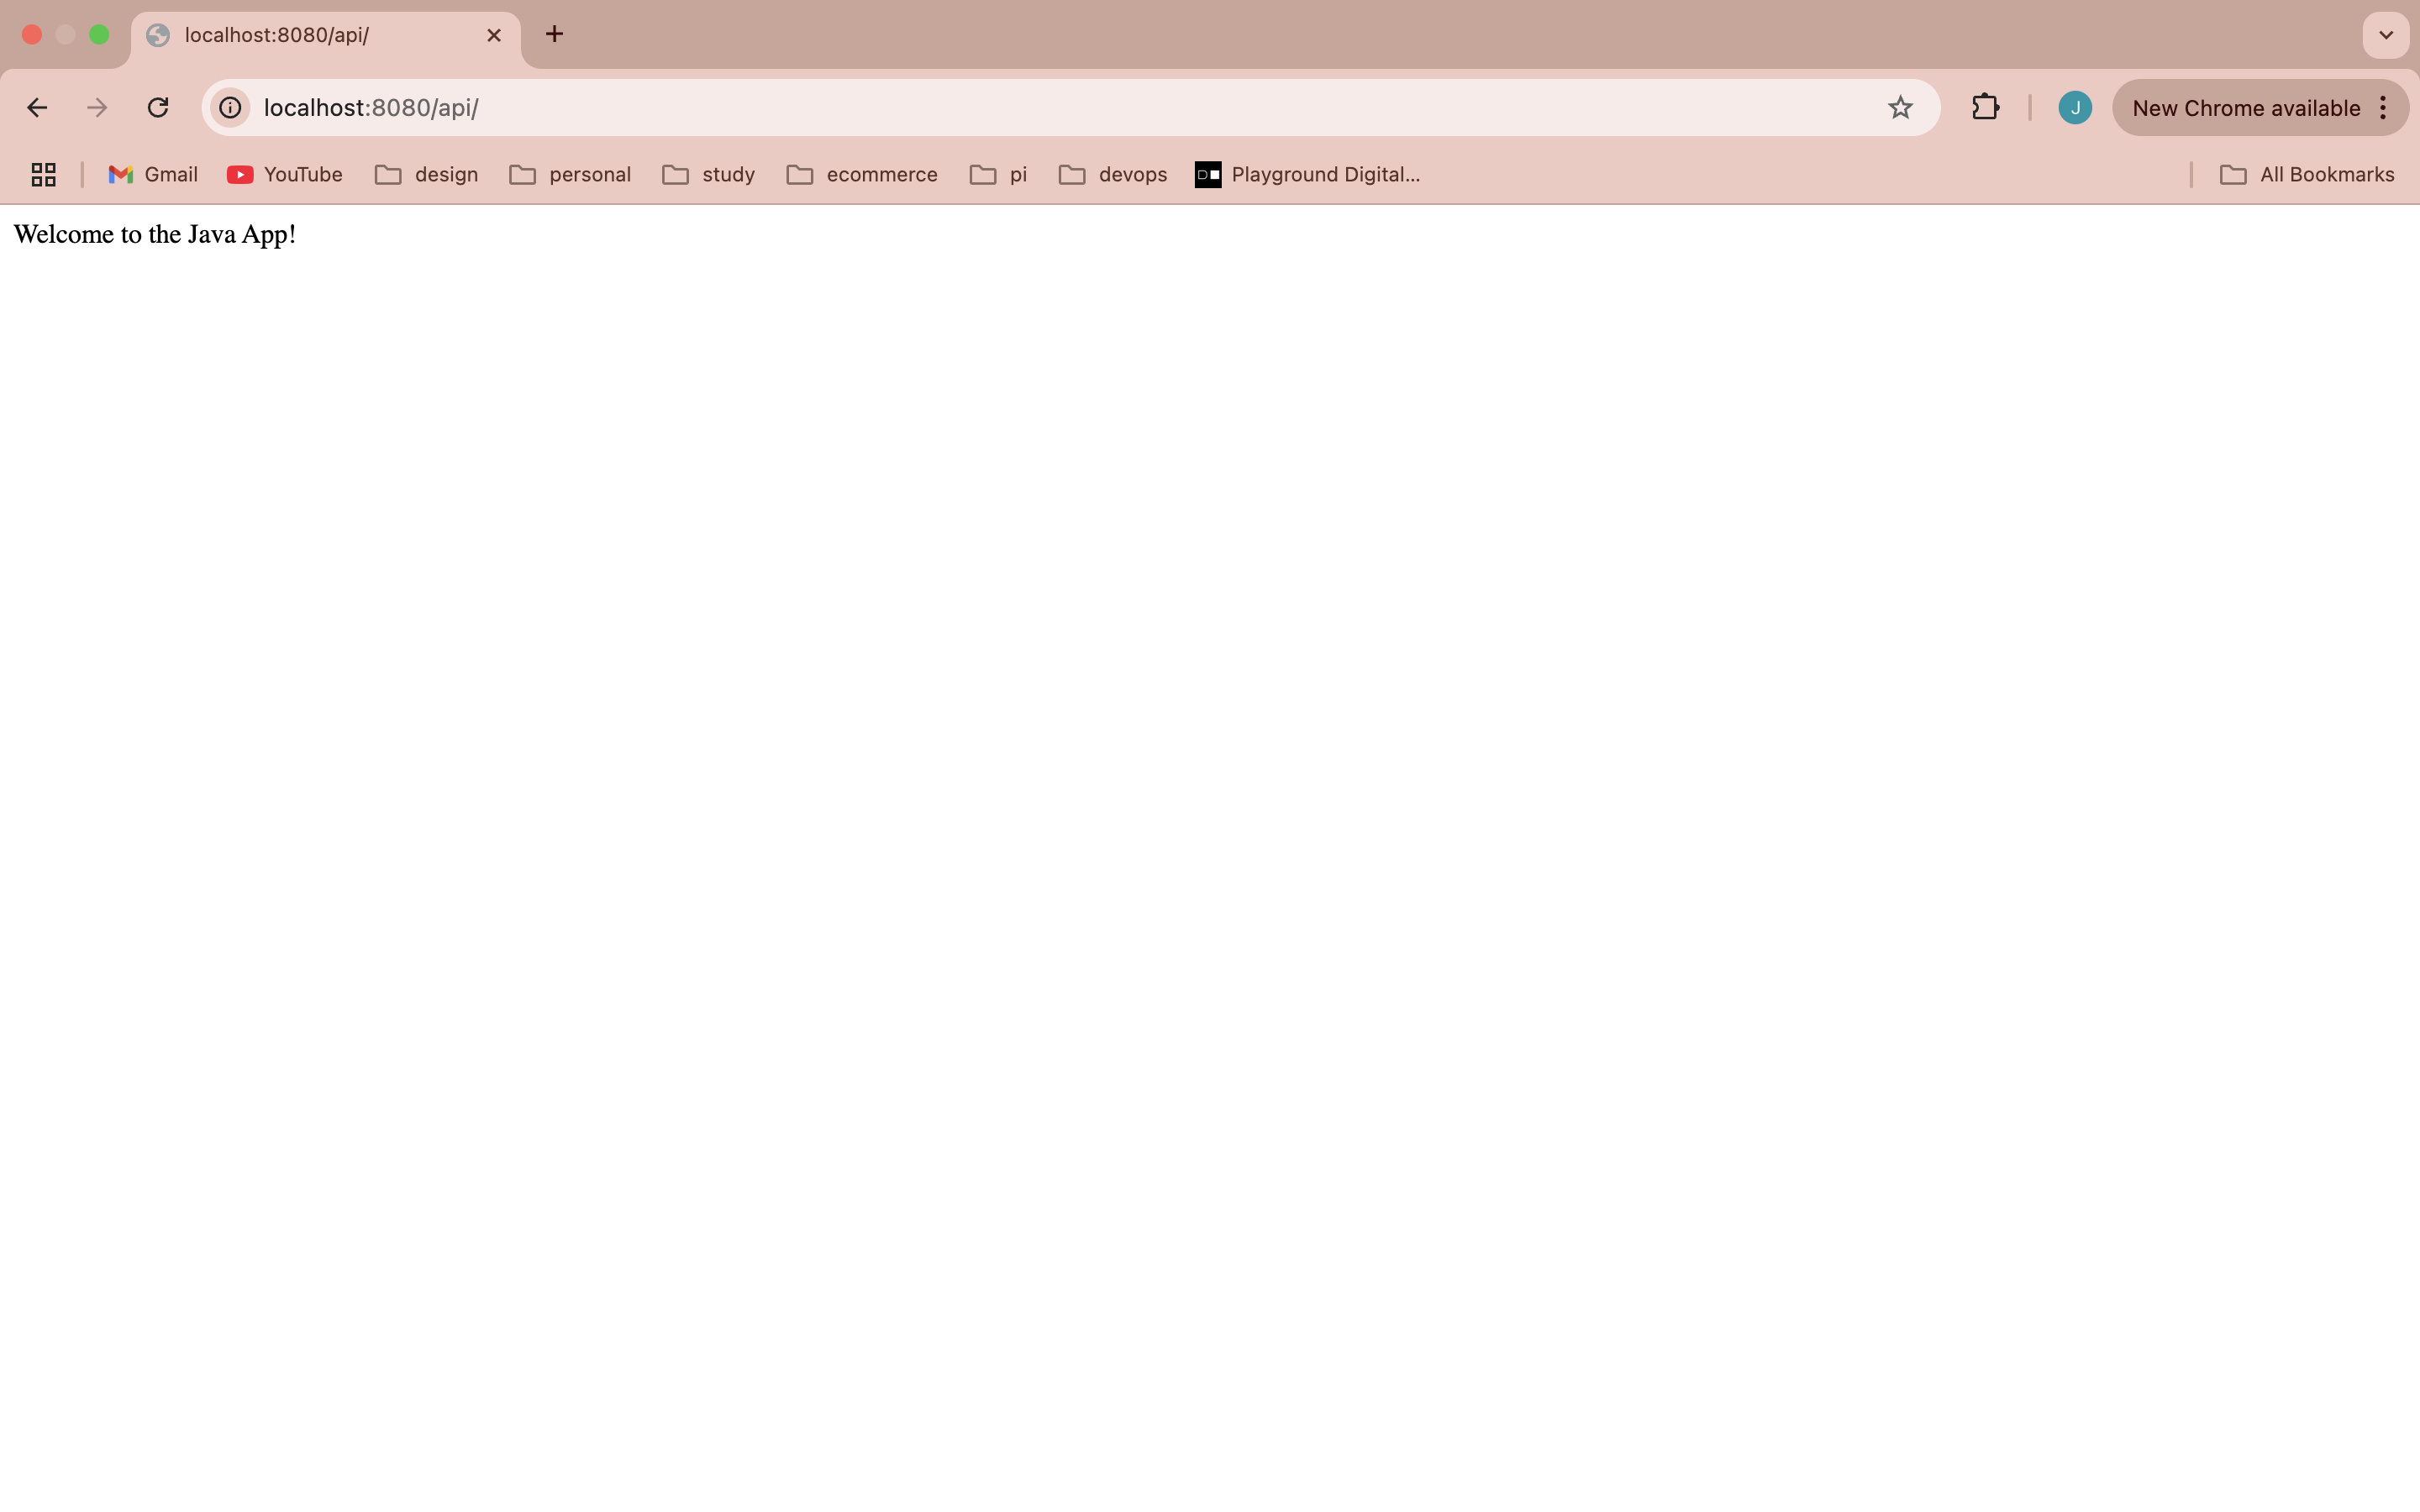 localhost:8080/api/
localhost:8080/api/
J
New Chrome available
Gmail YouTube design personal study ecommerce pi devops Playground Digital... All Bookmarks
Welcome to the Java App!